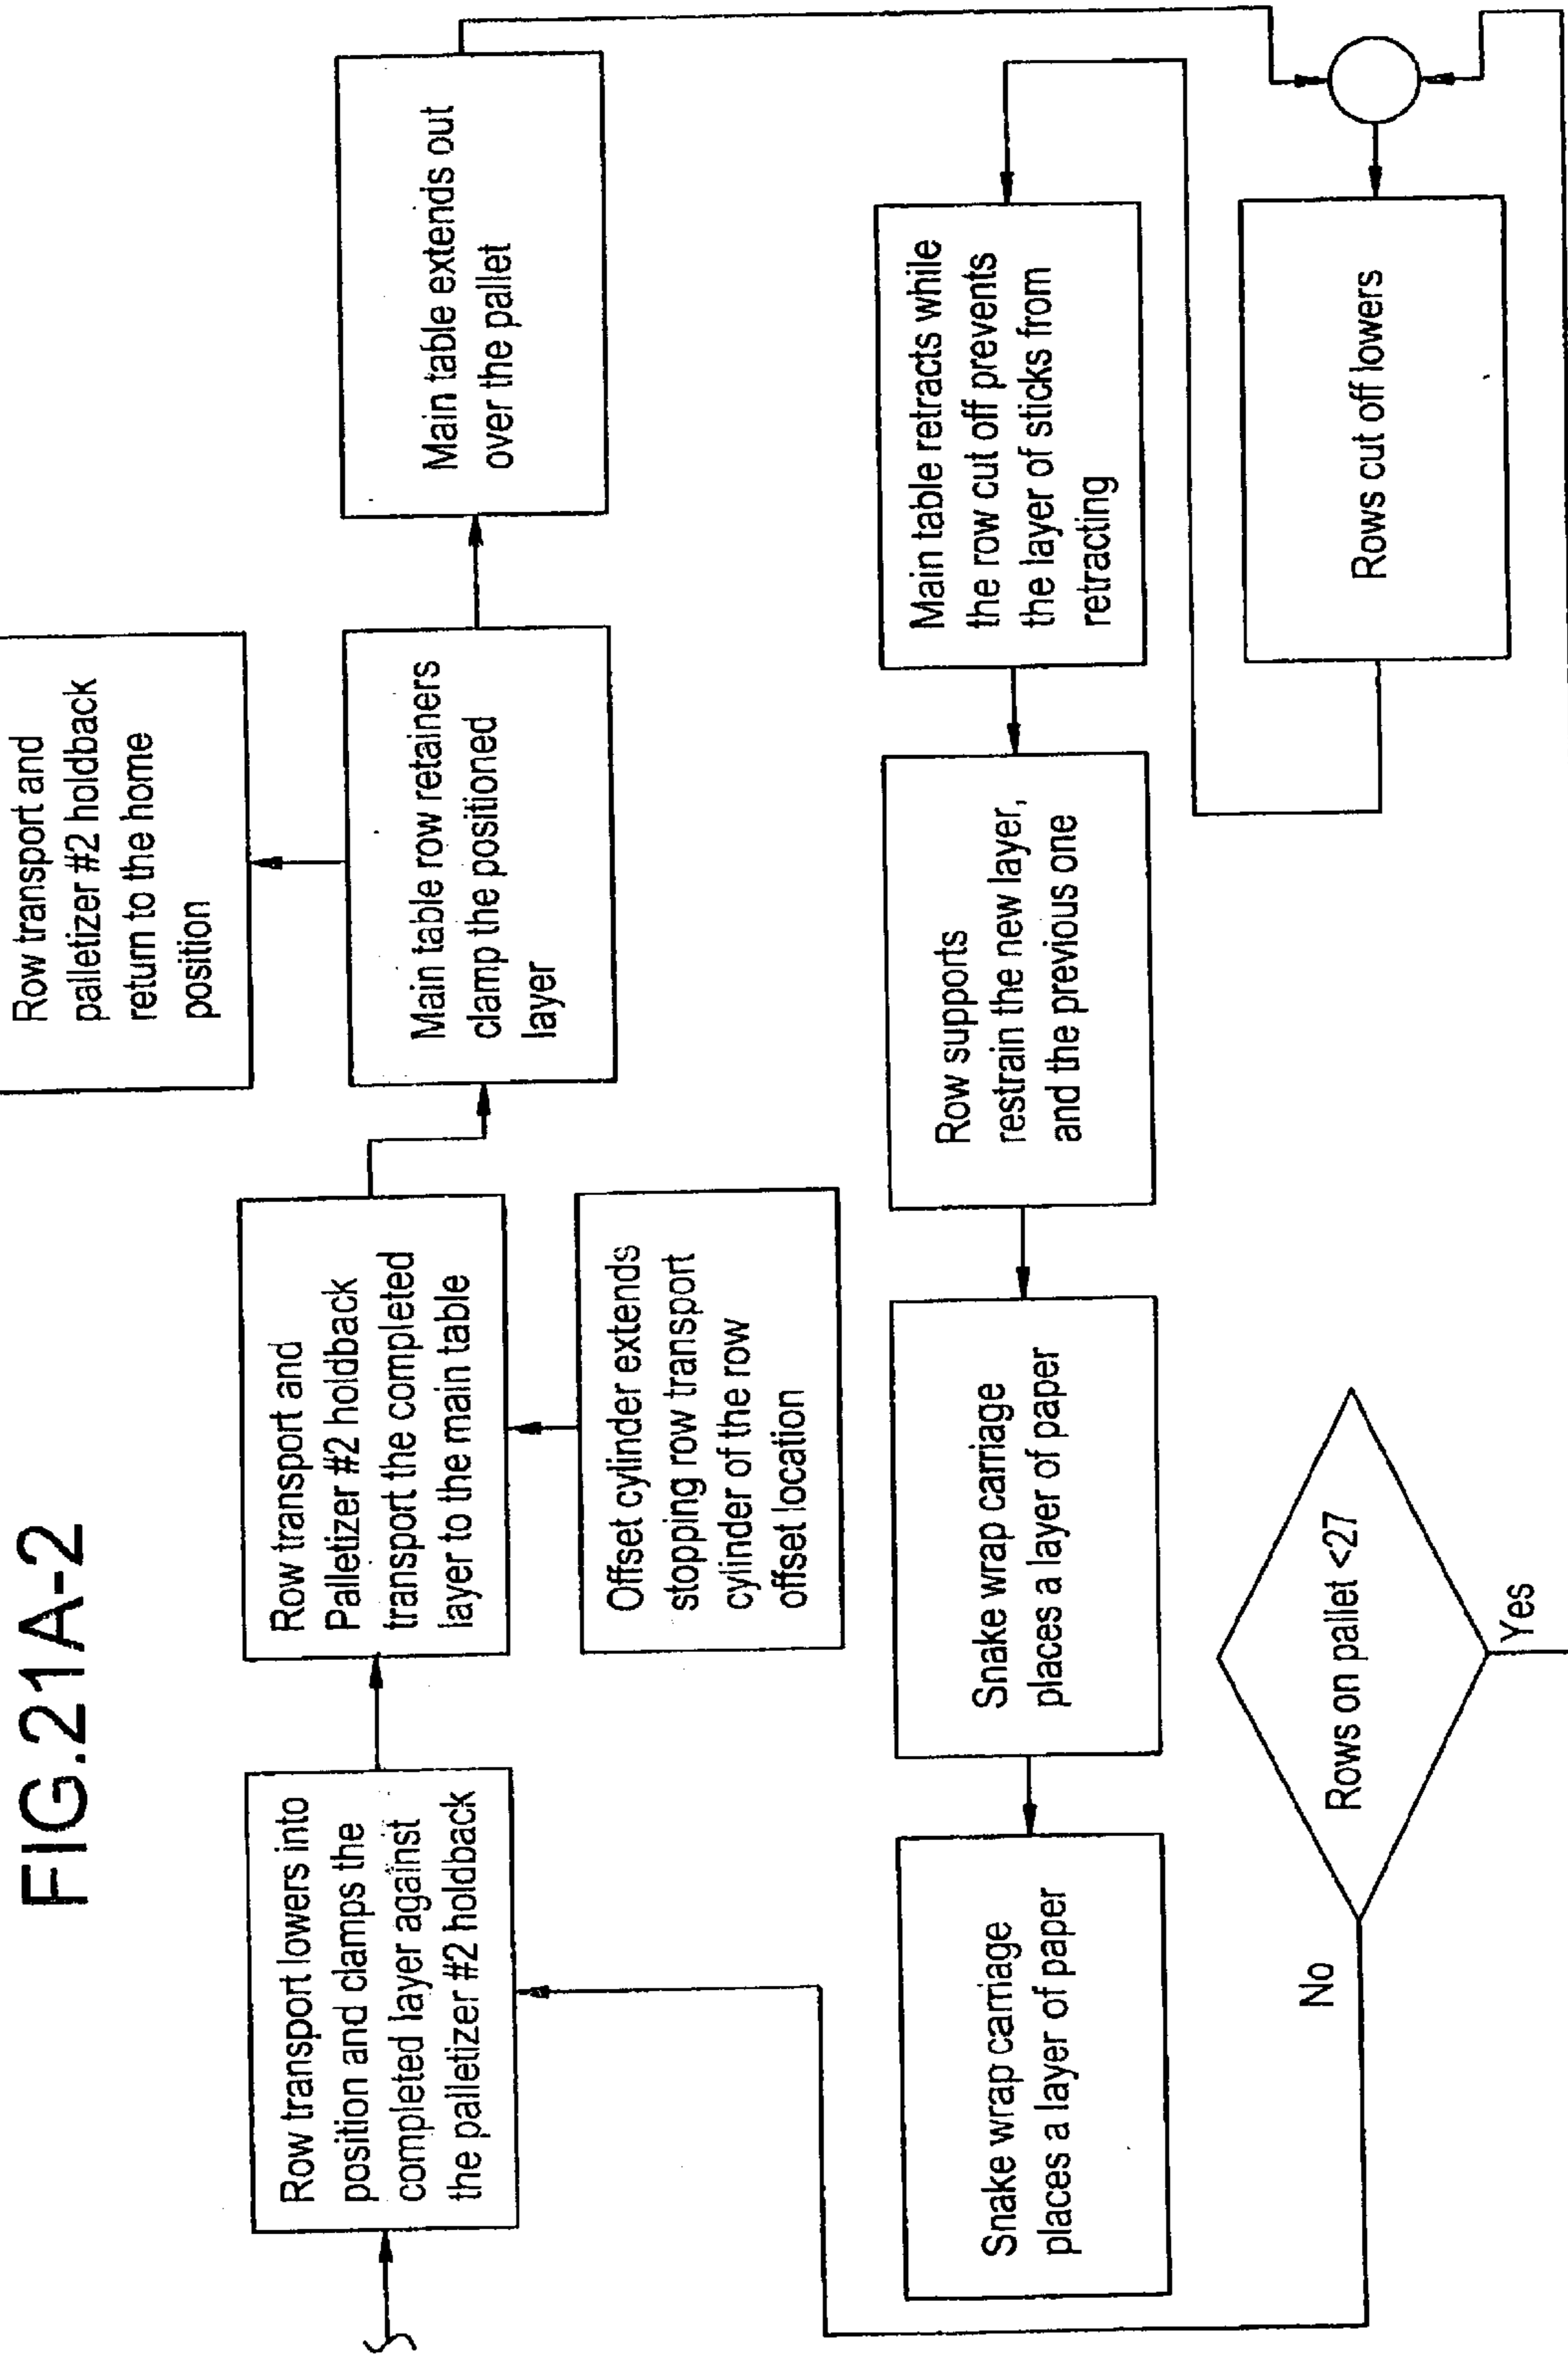 FIG.21A-2
Row transport lowers into
position and clamps the
completed layer against
the palletizer #2 holdback
Row transport and
Palletizer #2 holdback
transport the completed
layer to the main table
Offset cylinder extends
stopping row transport
cylinder of the row
offset location
Row transport and
palletizer #2 holdback
return to the home
position
Main table row retainers
clamp the positioned
layer
Main table extends out
over the pallet
Rows cut off lowers
Main table retracts while
the row cut off prevents
the layer of sticks from
retracting
Row supports
restrain the new layer,
and the previous one
Snake wrap carriage
places a layer of paper
Snake wrap carriage
places a layer of paper
Rows on pallet <27
No
Yes